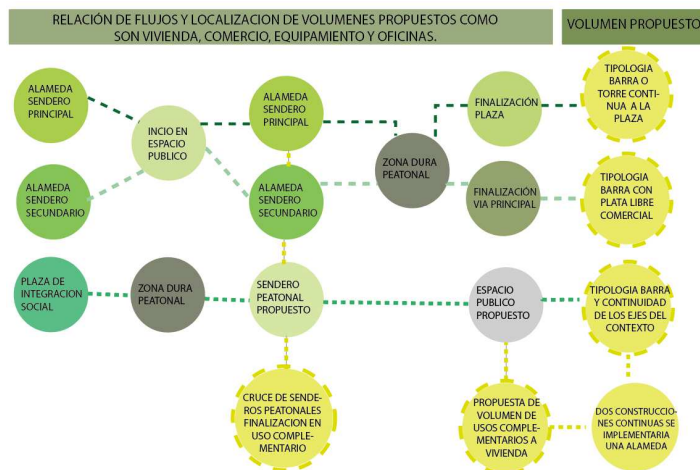 RELACIÓN DE FLUJOS Y LOCALIZACION DE VOLUMENES PROPUESTOS COMO
SON VIVIENDA, COMERCIO, EQUIPAMIENTO Y OFICINAS.
VOLUMEN PROPUESTO
ALAMEDA
SENDERO
PRINCIPAL
INCIO EN
ESPACIO
PUBLICO
ALAMEDA
SENDERO
PRINCIPAL
ZONA DURA
PEATONAL
FINALIZACIÓN
PLAZA
TIPOLOGIA
BARRA O
TORRE CONTI-
NUA A LA
PLAZA
ALAMEDA
SENDERO
SECUNDARIO
ALAMEDA
SENDERO
SECUNDARIO
FINALIZACIÓN
VIA PRINCIPAL
TIPOLOGIA
BARRA CON
PLATA LIBRE
COMERCIAL
PLAZA DE
INTEGRACION
SOCIAL
ZONA DURA
PEATONAL
SENDERO
PEATONAL
PROPUESTO
ESPACIO
PUBLICO
PROPUESTO
TIPOLOGIA BARRA
Y CONTINUIDAD
DE LOS EJES DEL
CONTEXTO
CRUCE DE SENDE-
ROS PEATONALES
FINALIZACION EN
USO COMPLE-
MENTARIO
PROPUESTA DE
VOLUMEN DE
USOS COMPLE-
MENTARIOS A
VIVIENDA
DOS CONSTRUCCIO-
NES CONTINUAS SE
IMPLEMENTARIA
UNA ALAMEDA